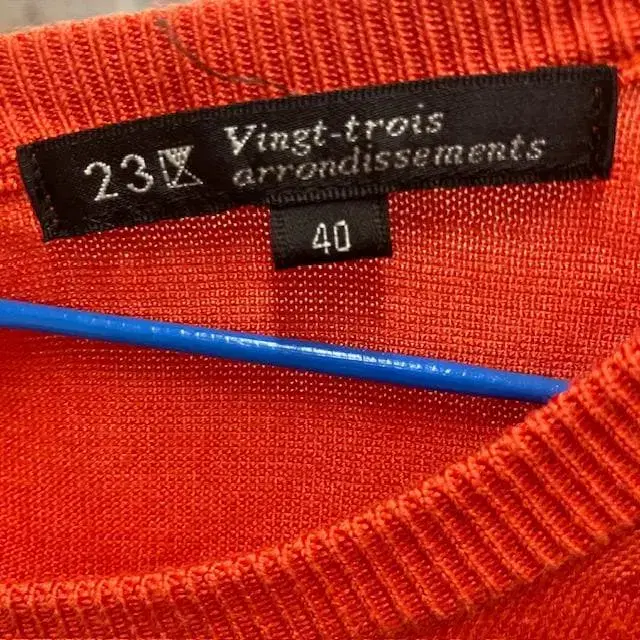 23区
Vingt-trois
arrondissements
40